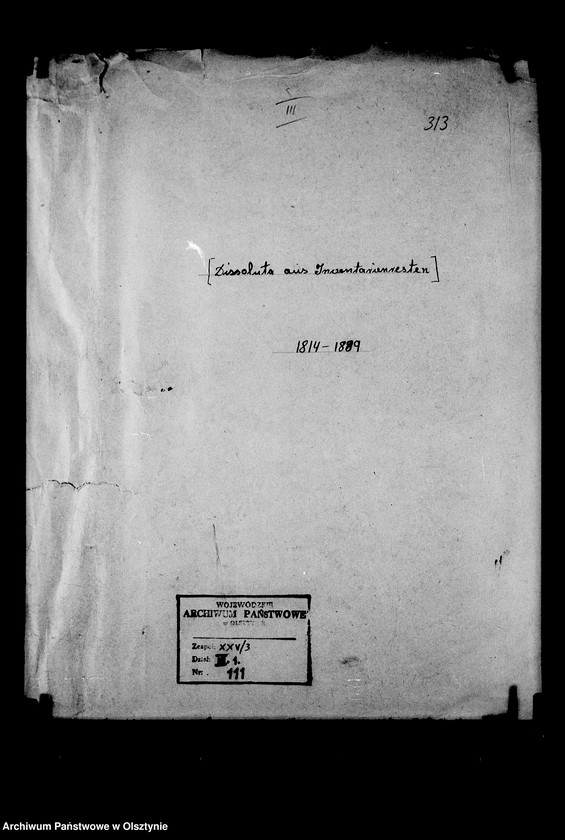 III
313
[Dissoluta aus Inventarienresten]
1814 – 1889
WOJEWÓDZKIE
ARCHIWUM PAŃSTWOWE
w OLSZTYNIE
Zespół: XXV/3
Dział: III. 1.
Nr: 111
Archiwum Państwowe w Olsztynie